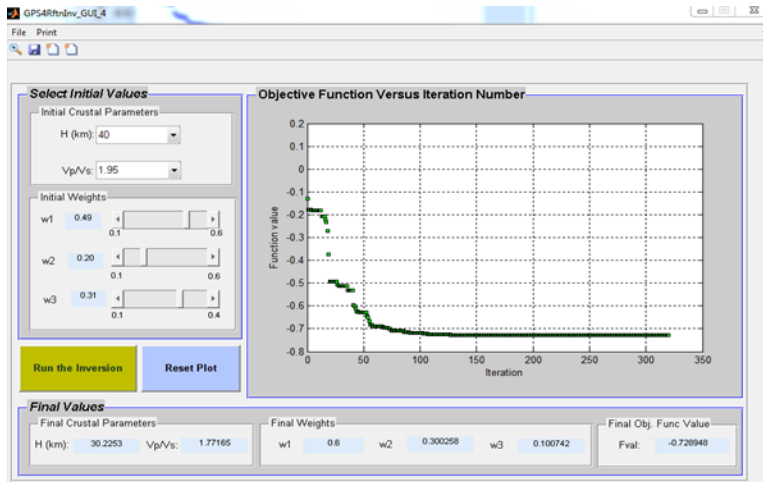 GPS4RftnInv_GUI_4
File Print
Select Initial Values
Initial Crustal Parameters
H (km): 40
Vp/Vs: 1.95
Initial Weights
w1 0.49
0.1 0.6
w2 0.20
0.1 0.6
w3 0.31
0.1 0.4
Run the Inversion
Reset Plot
Objective Function Versus Iteration Number
Function value
0.2
0.1
0
-0.1
-0.2
-0.3
-0.4
-0.5
-0.6
-0.7
-0.8
0 50 100 150 200 250 300 350
Iteration
Final Values
Final Crustal Parameters
H (km): 30.2253 Vp/Vs: 1.77165
Final Weights
w1 0.6 w2 0.300258 w3 0.100742
Final Obj. Func Value
Fval: -0.728948